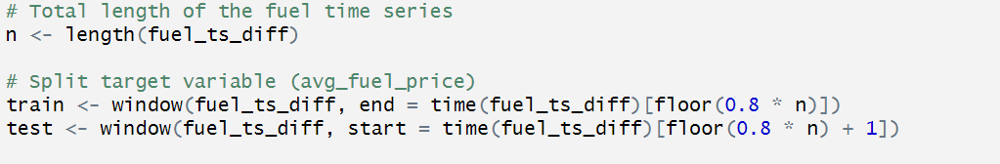 # Total length of the fuel time series
n <- length(fuel_ts_diff)
# Split target variable (avg_fuel_price)
train <- window(fuel_ts_diff, end = time(fuel_ts_diff)[floor(0.8 * n)])
test <- window(fuel_ts_diff, start = time(fuel_ts_diff)[floor(0.8 * n) + 1])